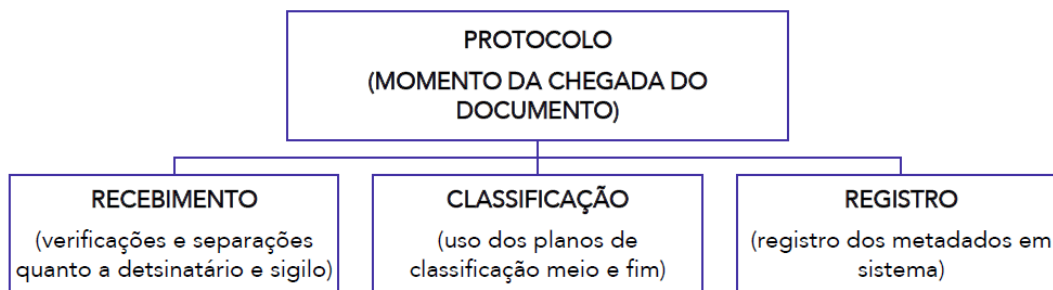 PROTOCOLO
(MOMENTO DA CHEGADA DO
DOCUMENTO)
RECEBIMENTO
(verificações e separações
quanto a detsinatário e sigilo)
CLASSIFICAÇÃO
(uso dos planos de
classificação meio e fim)
REGISTRO
(registro dos metadados em
sistema)